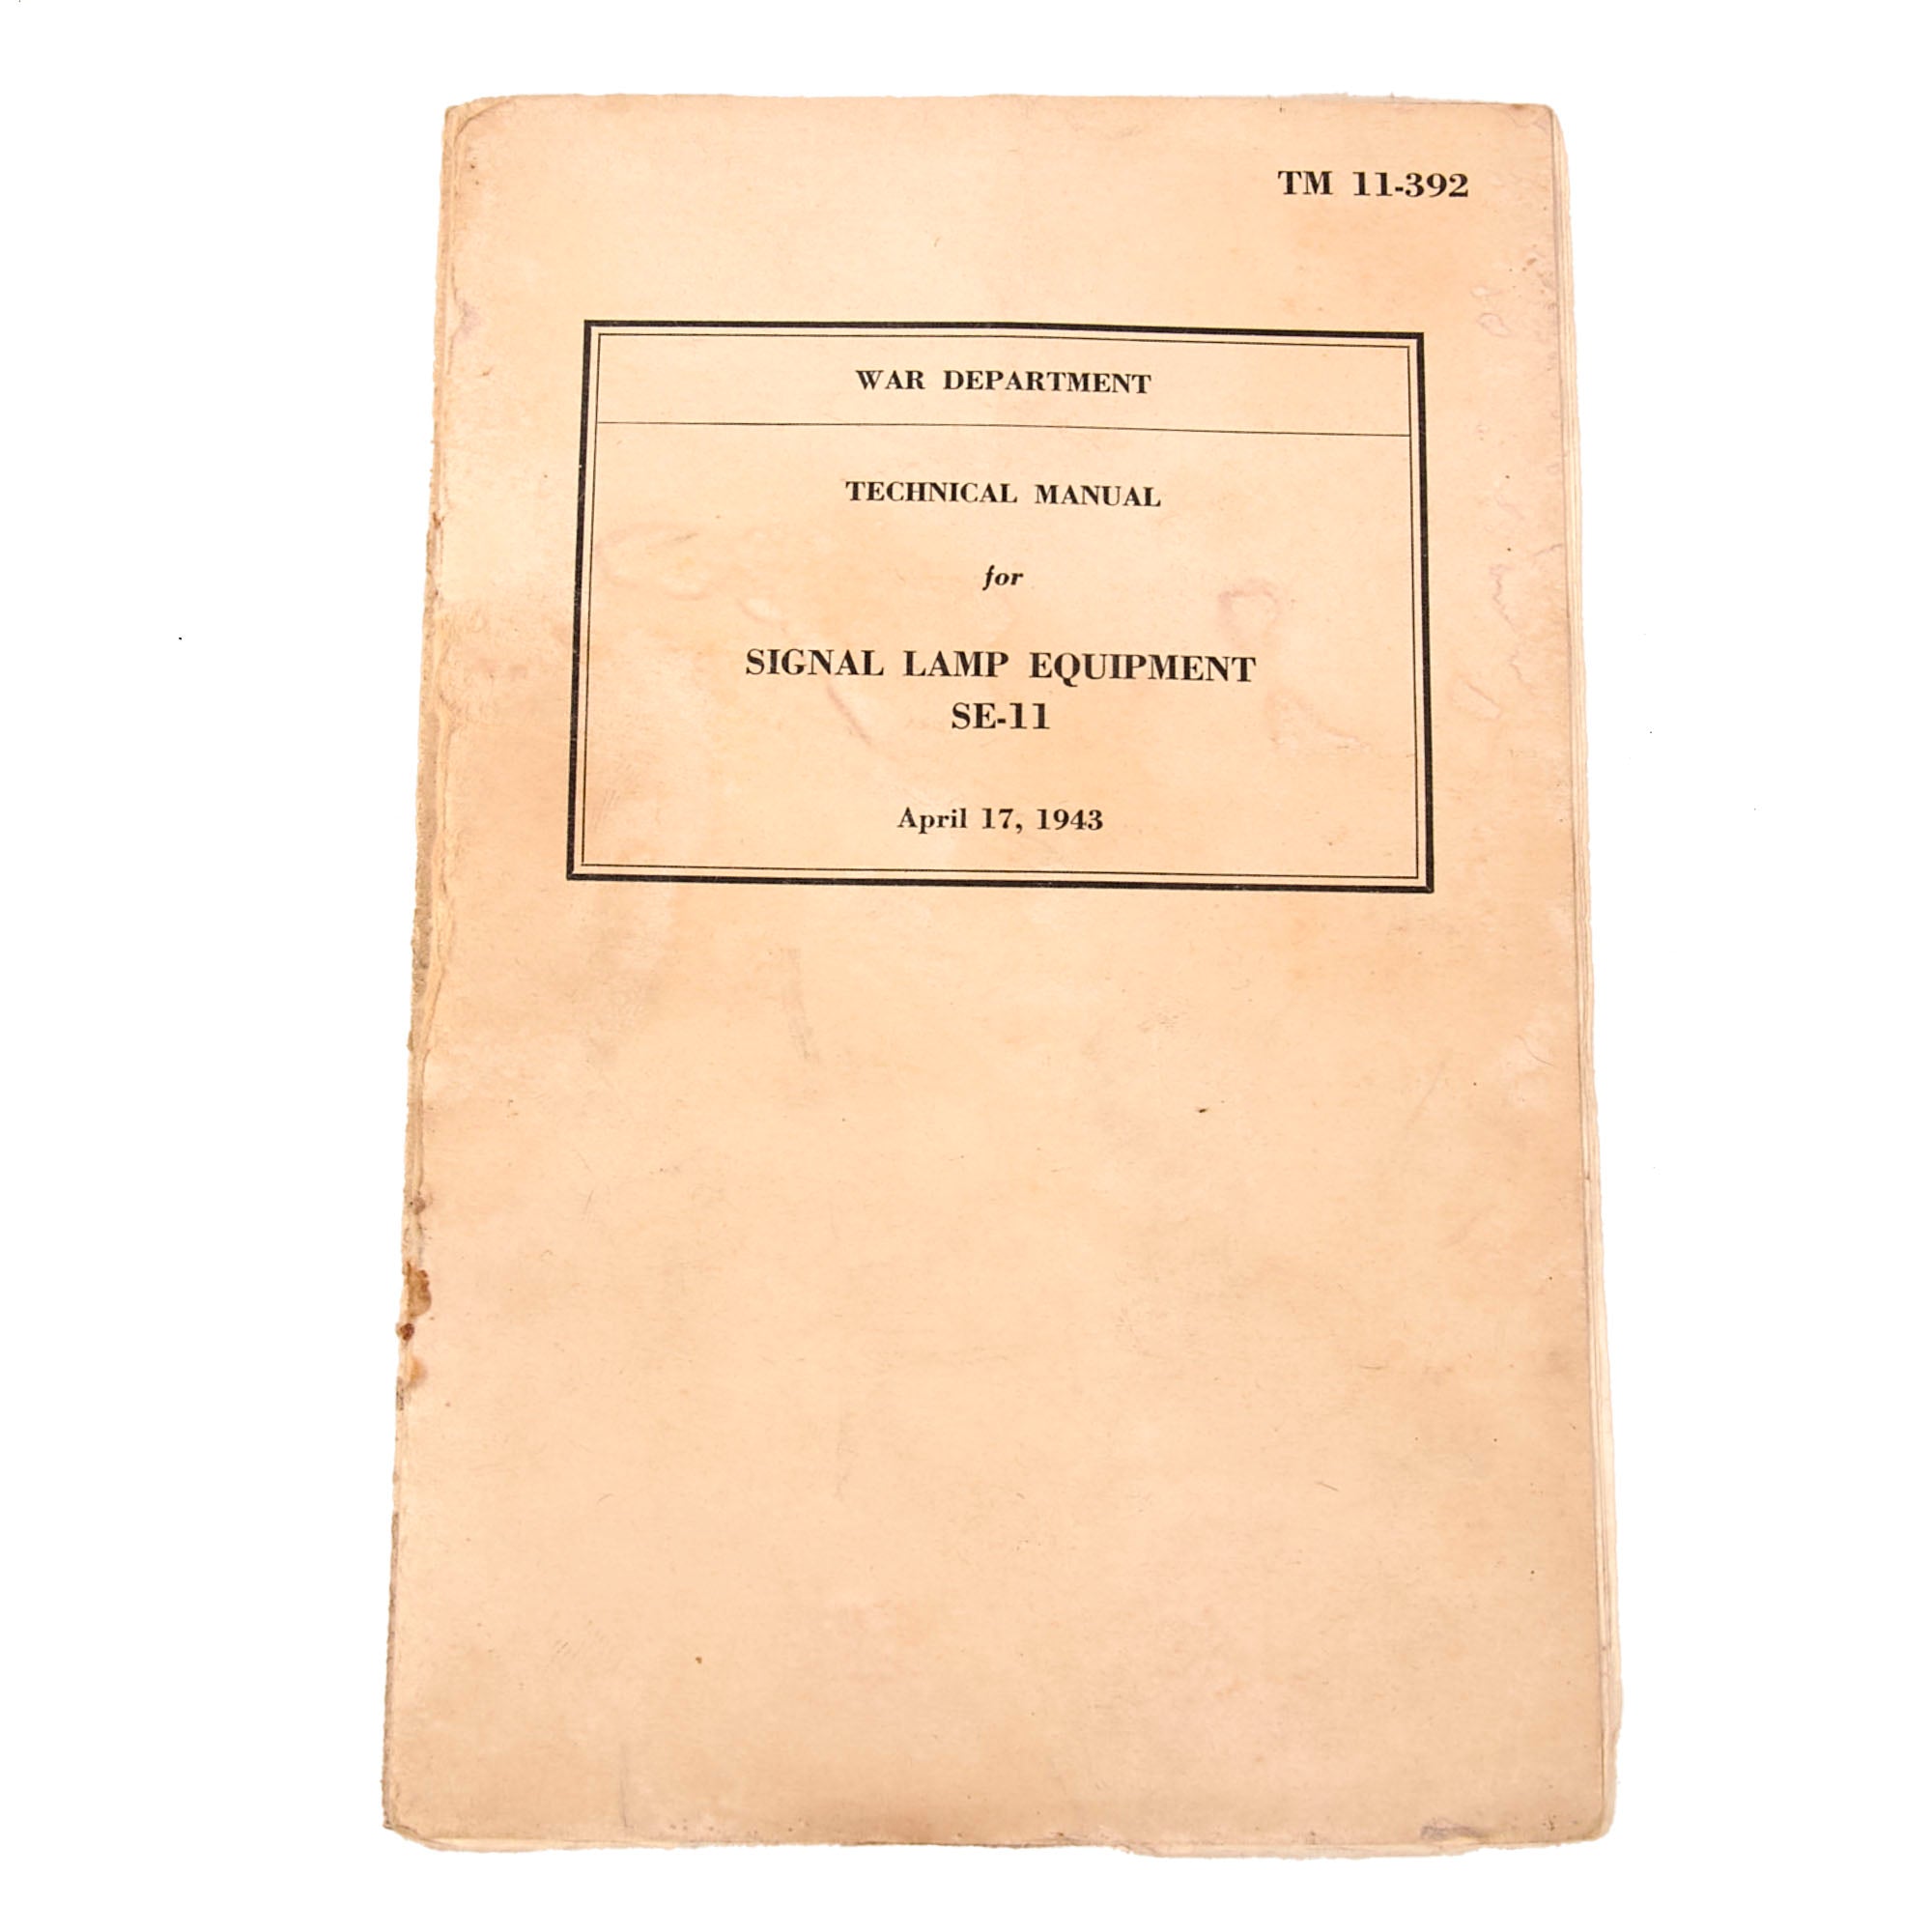 TM 11-392
WAR DEPARTMENT
TECHNICAL MANUAL
for
SIGNAL LAMP EQUIPMENT
SE-11
April 17, 1943